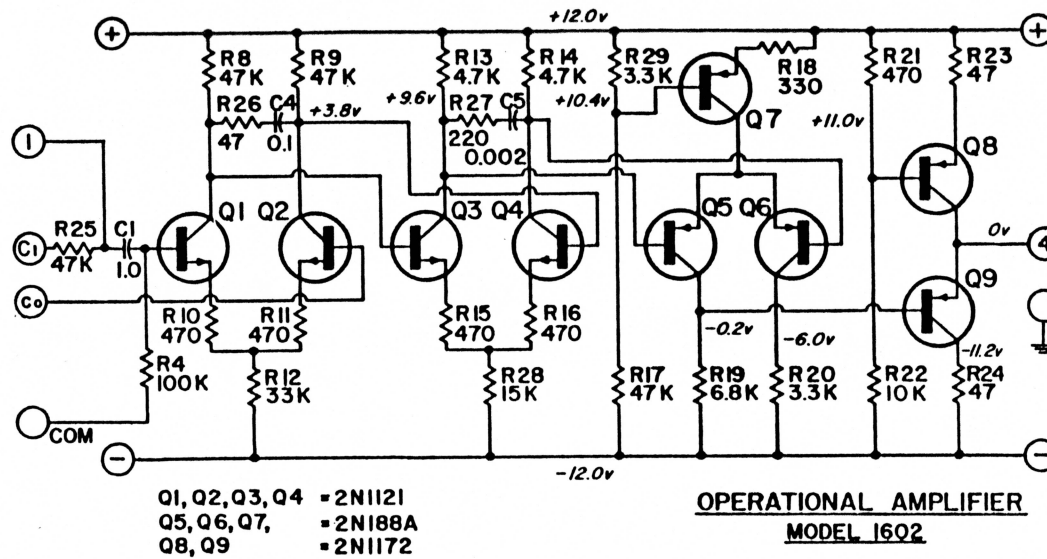 +12.0v
+
+
R8
47K
R9
47K
R13
4.7K
R14
4.7K
R29
3.3K
R18
330
R21
470
R23
47
R26
47
C4
0.1
+3.8v
+9.6v
R27
220
C5
0.002
+10.4v
Q7
+11.0v
Q8
I
R25
47K
C1
1.0
CI
Co
Q1
Q2
Q3
Q4
Q5
Q6
0v
4
Q9
R10
470
R11
470
R15
470
R16
470
-0.2v
-6.0v
-11.2v
R4
100K
R12
33K
R28
15K
R17
47K
R19
6.8K
R20
3.3K
R22
10K
R24
47
COM
−
-12.0v
−
Q1, Q2, Q3, Q4 = 2N1121
Q5, Q6, Q7, = 2N188A
Q8, Q9 = 2N1172
OPERATIONAL AMPLIFIER
MODEL 1602